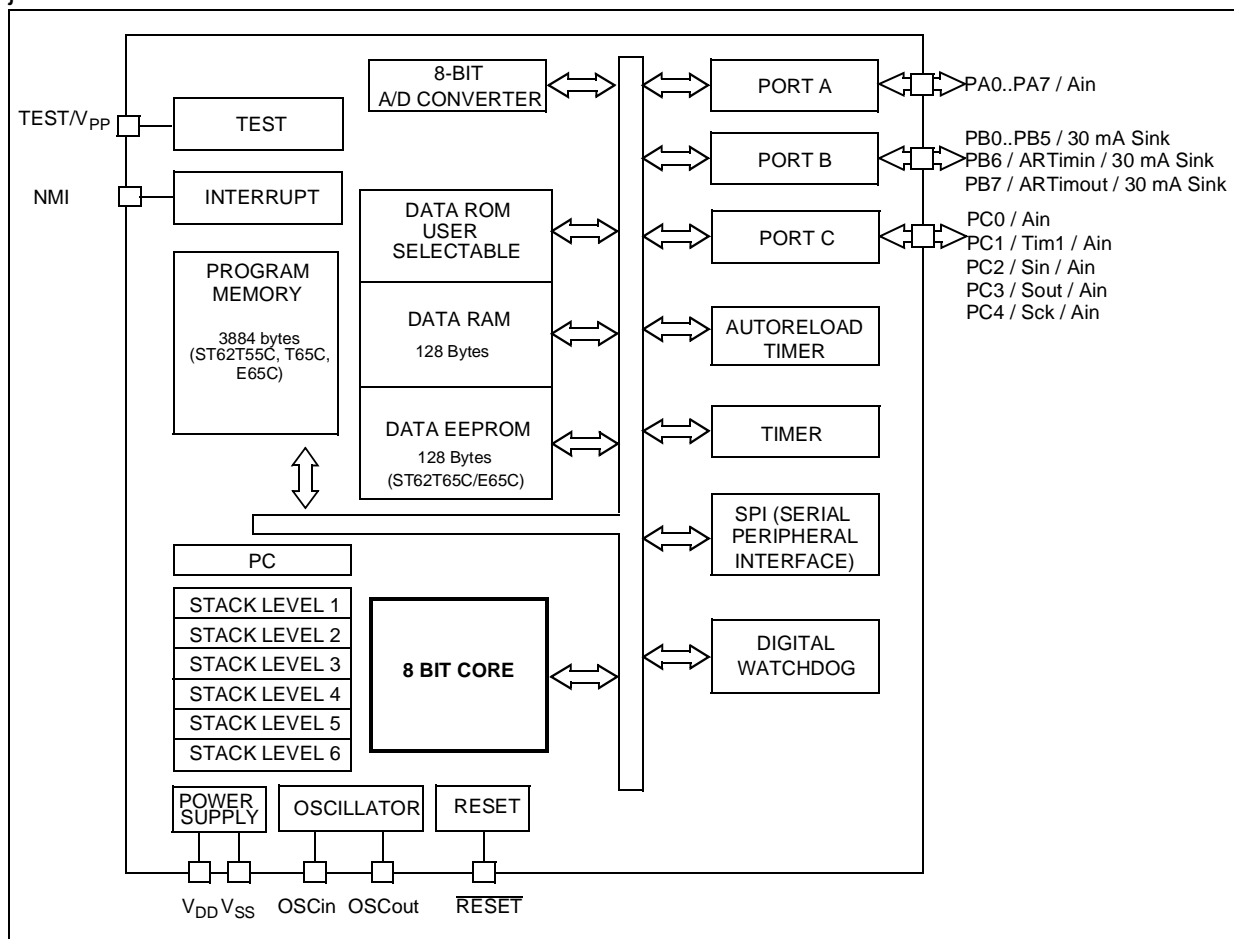 8-BIT
A/D CONVERTER
PORT A
PA0..PA7 / Ain
TEST/VPP
TEST
PORT B
PB0..PB5 / 30 mA Sink
PB6 / ARTimin / 30 mA Sink
PB7 / ARTimout / 30 mA Sink
NMI
INTERRUPT
DATA ROM
USER
SELECTABLE
PORT C
PC0 / Ain
PC1 / Tim1 / Ain
PC2 / Sin / Ain
PC3 / Sout / Ain
PC4 / Sck / Ain
PROGRAM
MEMORY
3884 bytes
(ST62T55C, T65C,
E65C)
DATA RAM
128 Bytes
AUTORELOAD
TIMER
DATA EEPROM
128 Bytes
(ST62T65C/E65C)
TIMER
SPI (SERIAL
PERIPHERAL
INTERFACE)
PC
STACK LEVEL 1
STACK LEVEL 2
STACK LEVEL 3
STACK LEVEL 4
STACK LEVEL 5
STACK LEVEL 6
8 BIT CORE
DIGITAL
WATCHDOG
POWER
SUPPLY
OSCILLATOR
RESET
VDD VSS
OSCin OSCout
RESET